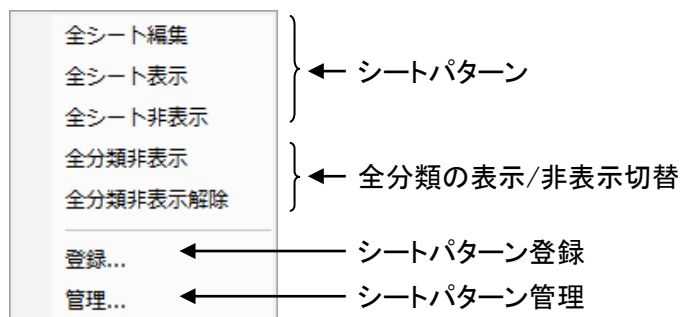 全シート編集
全シート表示
全シート非表示
シートパターン
全分類非表示
全分類非表示解除
全分類の表示/非表示切替
登録...
シートパターン登録
管理...
シートパターン管理